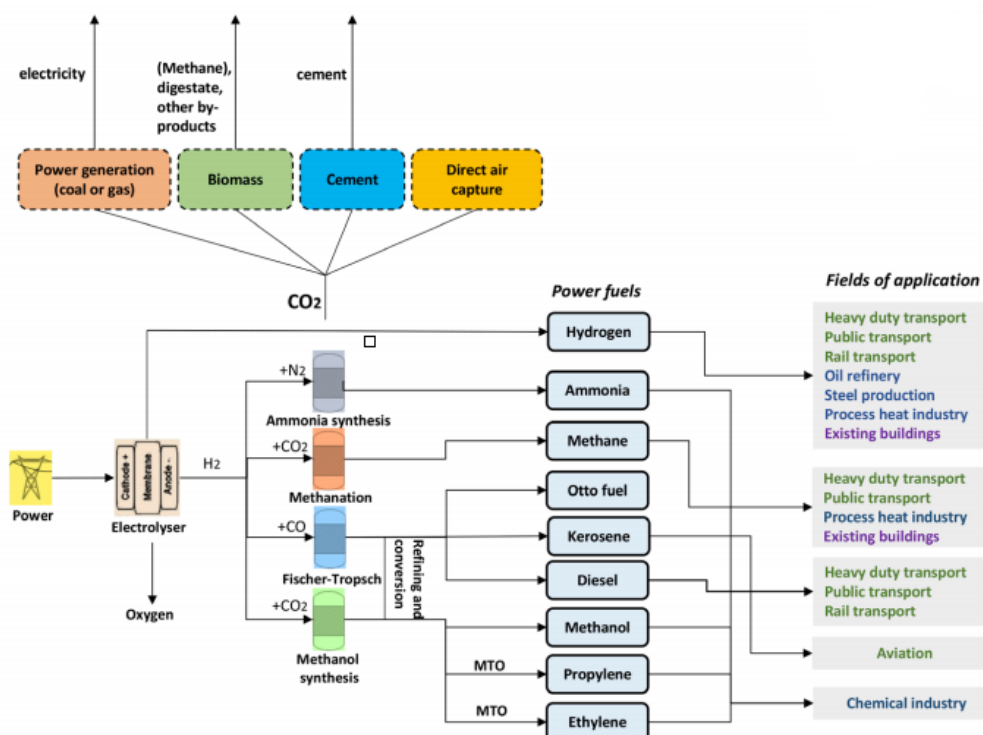 electricity
(Methane),
digestate,
other by-
products
cement
Power generation
(coal or gas)
Biomass
Cement
Direct air
capture
CO2
Power fuels
Fields of application
Hydrogen
Heavy duty transport
Public transport
Rail transport
Oil refinery
Steel production
Process heat industry
Existing buildings
+N2
Ammonia synthesis
Ammonia
+CO2
Methanation
Methane
Heavy duty transport
Public transport
Process heat industry
Existing buildings
Power
Cathode +
Membrane
Anode -
Electrolyser
H2
Oxygen
Otto fuel
+CO
Fischer-Tropsch
Refining and
conversion
Kerosene
Diesel
Heavy duty transport
Public transport
Rail transport
+CO2
Methanol
synthesis
Methanol
Aviation
MTO
Propylene
Chemical industry
MTO
Ethylene